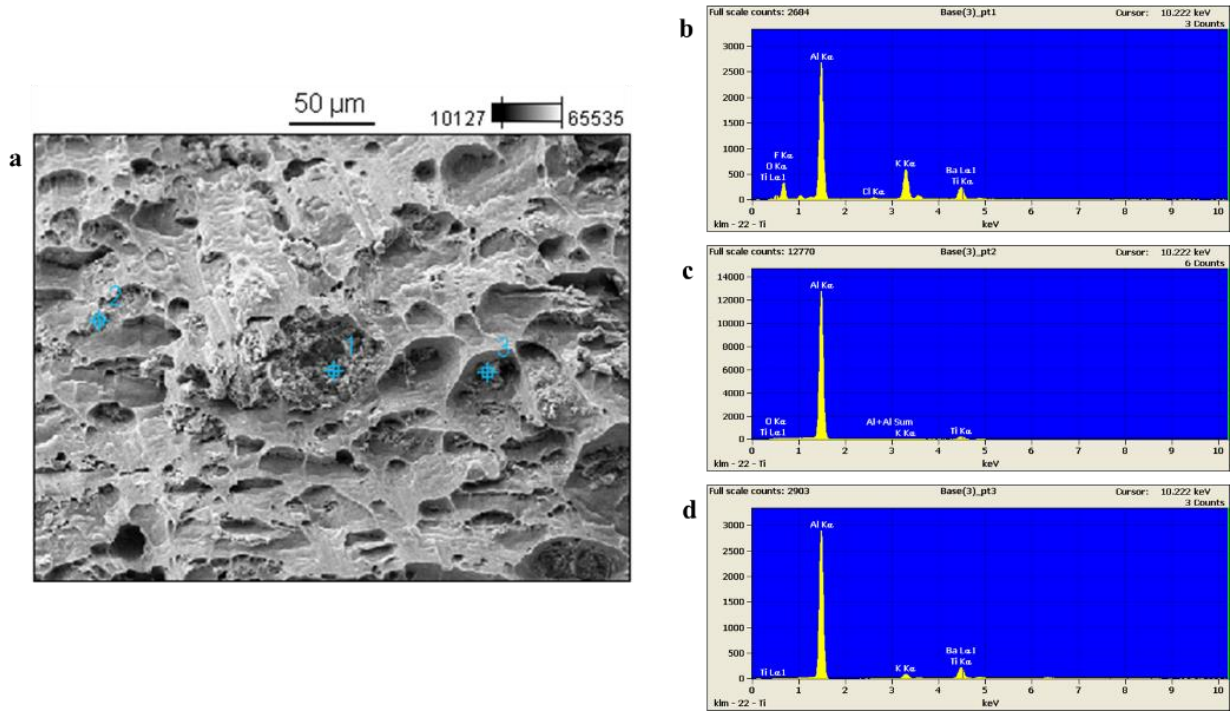 a
50 µm
10127 65535
2
1
3
b
Full scale counts: 2684 Base(3)_pt1 Cursor: 10.222 keV
3 Counts
3000
2500
2000
1500
1000
500
0
Al Kα
F Kα
O Kα
Ti Lα1
Cl Kα
K Kα
Ba Lα1
Ti Kα
0 1 2 3 4 5 6 7 8 9 10
klm - 22 - Ti keV
c
Full scale counts: 12770 Base(3)_pt2 Cursor: 10.222 keV
6 Counts
14000
12000
10000
8000
6000
4000
2000
0
Al Kα
O Kα
Ti Lα1
Al+Al Sum
K Kα
Ti Kα
0 1 2 3 4 5 6 7 8 9 10
klm - 22 - Ti keV
d
Full scale counts: 2903 Base(3)_pt3 Cursor: 10.222 keV
3 Counts
3000
2500
2000
1500
1000
500
0
Al Kα
Ti Lα1
K Kα
Ba Lα1
Ti Kα
0 1 2 3 4 5 6 7 8 9 10
klm - 22 - Ti keV